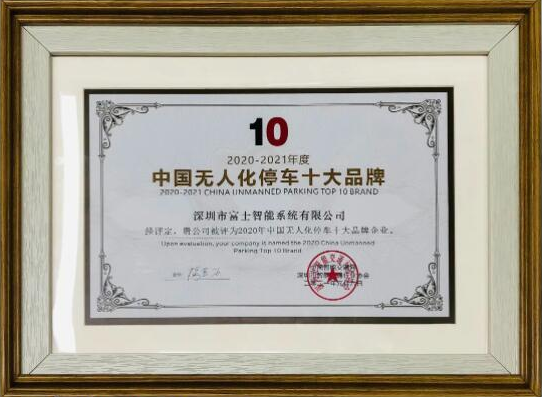 10
2020-2021年度
中国无人化停车十大品牌
2020-2021 CHINA UNMANNED PARKING TOP 10 BRAND
深圳市富士智能系统有限公司
经评定，贵公司被评为2020年中国无人化停车十大品牌企业。
Upon evaluation, your company is named the 2020 China Unmanned
Parking Top 10 Brand